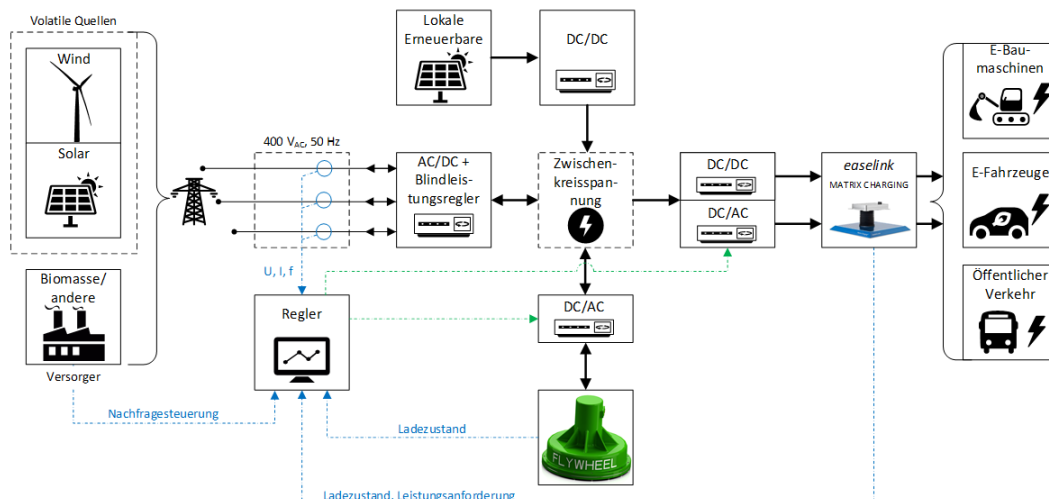 Volatile Quellen
Wind
Solar
Biomasse/
andere
Versorger
Nachfragesteuerung
400 VAC, 50 Hz
U, I, f
Regler
Lokale
Erneuerbare
DC/DC
AC/DC +
Blindleis-
tungsregler
Zwischen-
kreisspan-
nung
DC/AC
FLYWHEEL
Ladezustand
Ladezustand, Leistungsanforderung
DC/DC
DC/AC
easelink
MATRIX CHARGING
E-Bau-
maschinen
E-Fahrzeuge
Öffentlicher
Verkehr